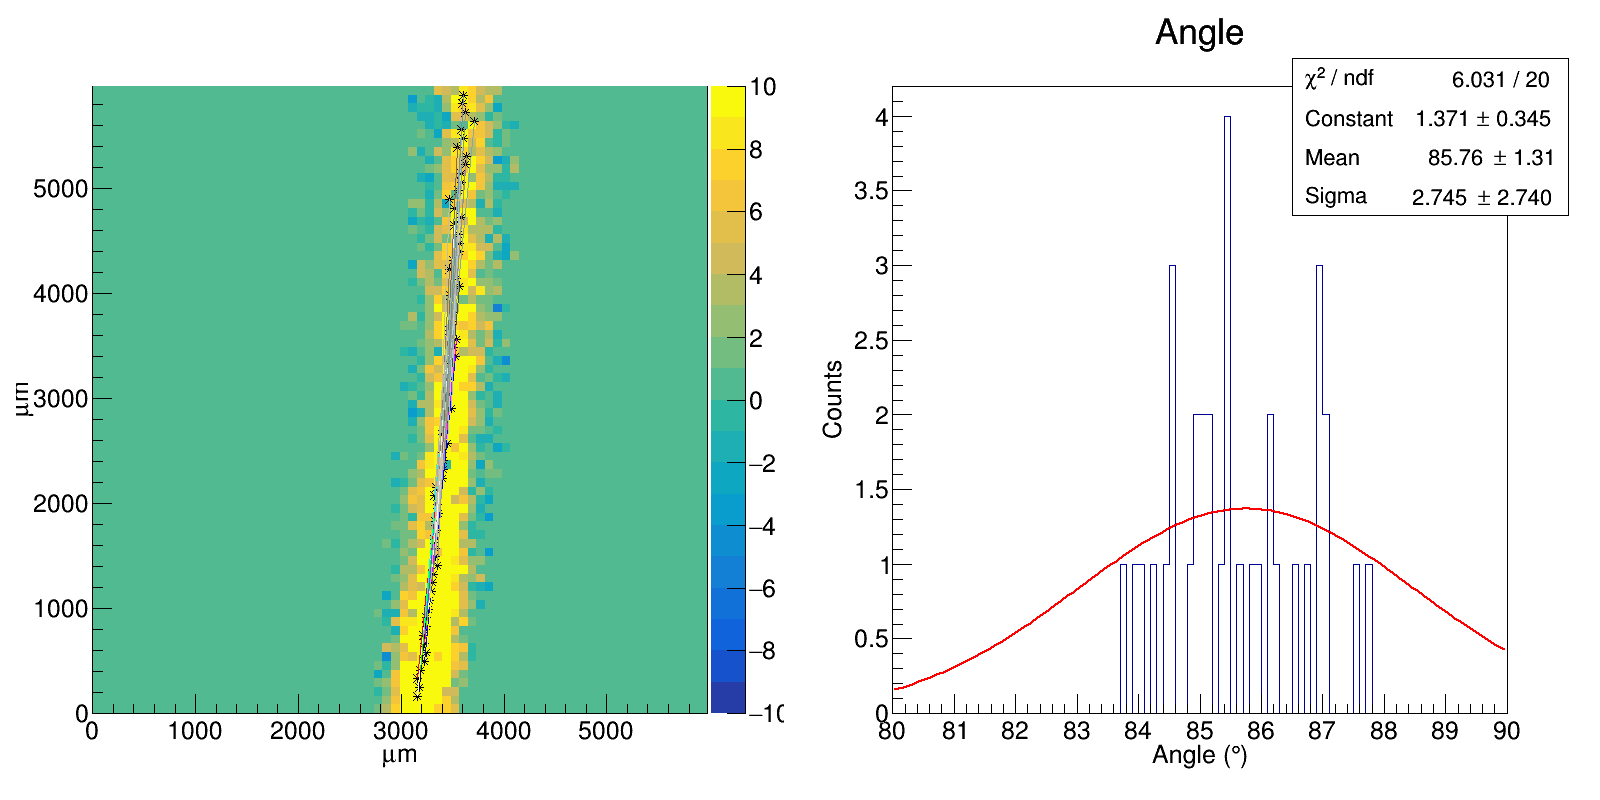 Angle
χ² / ndf 6.031 / 20
Constant 1.371 ± 0.345
Mean 85.76 ± 1.31
Sigma 2.745 ± 2.740
10
8
6
4
2
0
−2
−4
−6
−8
−10
5000
4000
3000
2000
1000
0
μm
0 1000 2000 3000 4000 5000
μm
4
3.5
3
2.5
2
1.5
1
0.5
0
Counts
80 81 82 83 84 85 86 87 88 89 90
Angle (°)